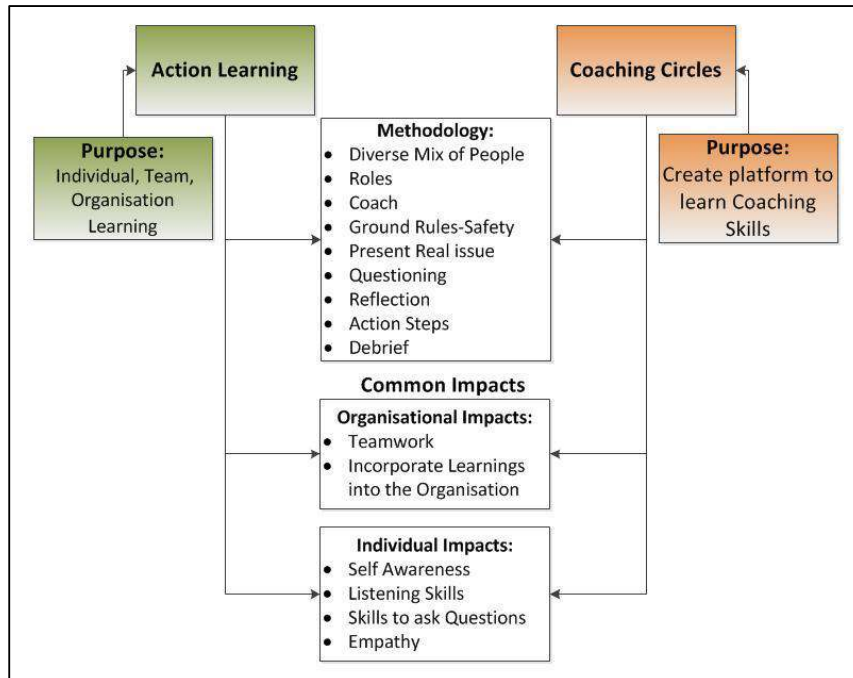 Action Learning
Coaching Circles
Purpose:
Individual, Team,
Organisation
Learning
Methodology:
• Diverse Mix of People
• Roles
• Coach
• Ground Rules-Safety
• Present Real issue
• Questioning
• Reflection
• Action Steps
• Debrief
Purpose:
Create platform to
learn Coaching
Skills
Common Impacts
Organisational Impacts:
• Teamwork
• Incorporate Learnings
into the Organisation
Individual Impacts:
• Self Awareness
• Listening Skills
• Skills to ask Questions
• Empathy